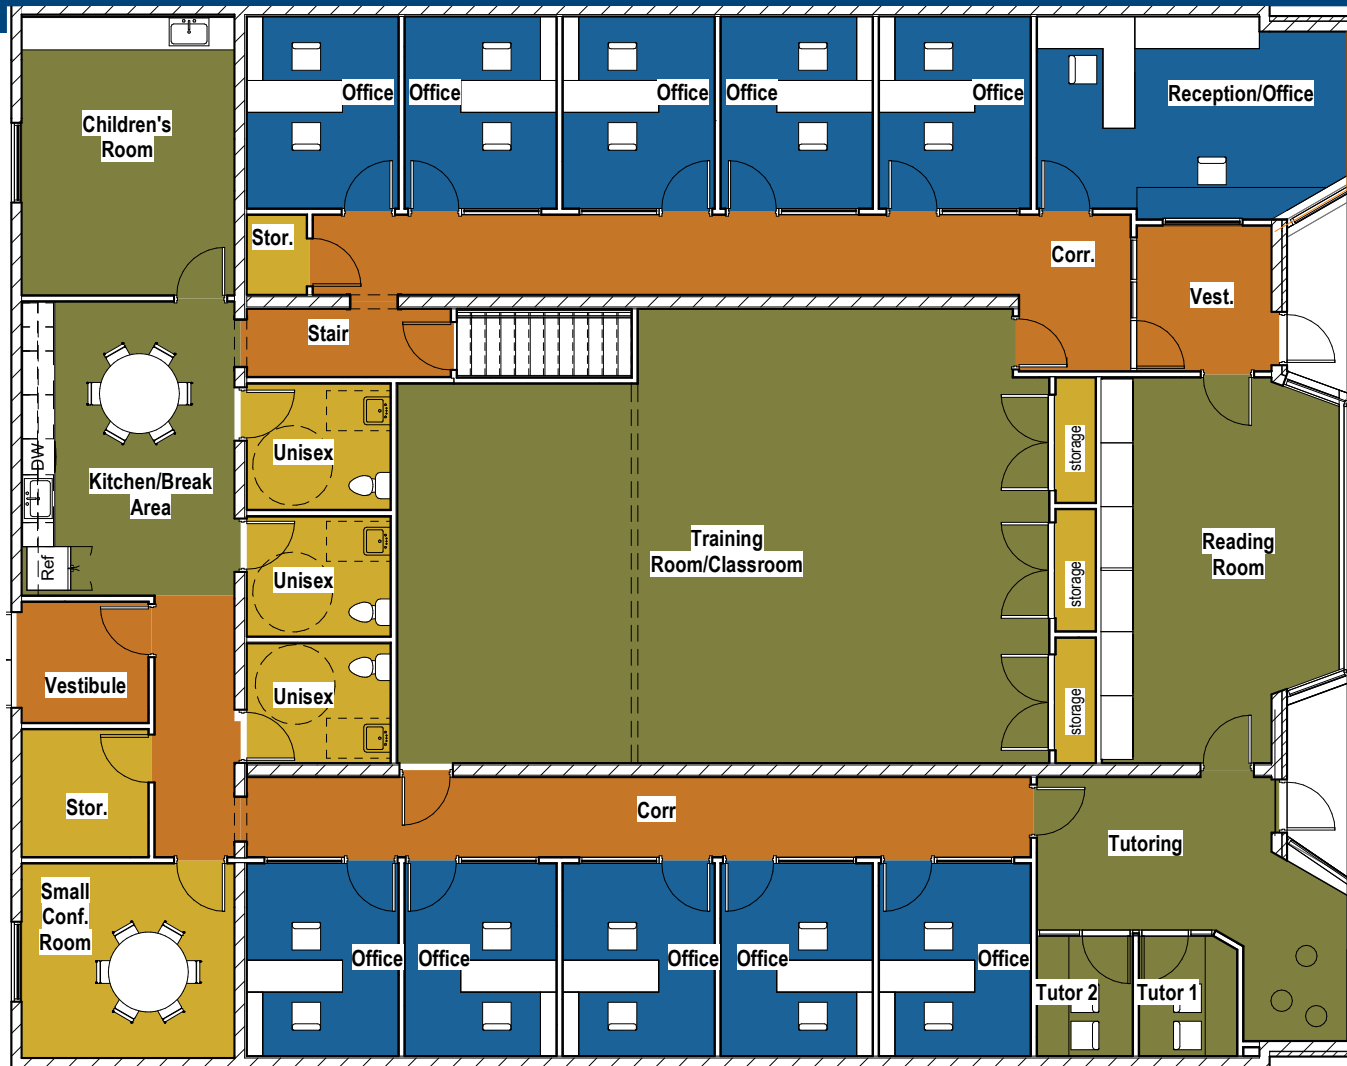 Office
Office
Office
Office
Office
Reception/Office
Children's
Room
Stor.
Corr.
Vest.
Stair
DW
Kitchen/Break
Area
Ref
Unisex
Unisex
Unisex
Training
Room/Classroom
storage
storage
storage
Reading
Room
Vestibule
Stor.
Corr
Tutoring
Small
Conf.
Room
Office
Office
Office
Office
Office
Tutor 2
Tutor 1